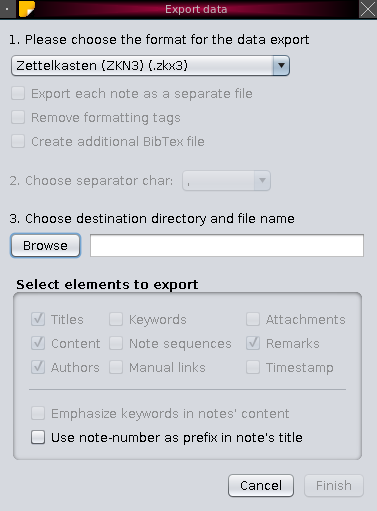 Export data
1. Please choose the format for the data export
Zettelkasten (ZKN3) (.zkx3)
Export each note as a separate file
Remove formatting tags
Create additional BibTex file
2. Choose separator char: ,
3. Choose destination directory and file name
Browse
Select elements to export
Titles Keywords Attachments
Content Note sequences Remarks
Authors Manual links Timestamp
Emphasize keywords in notes' content
Use note-number as prefix in note's title
Cancel Finish